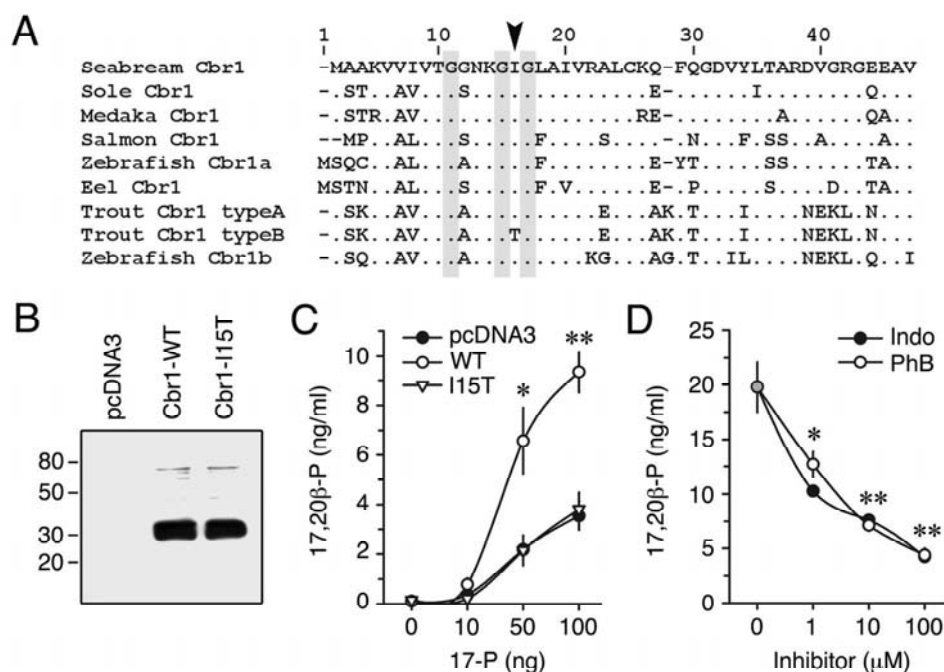 A
1 10 20 30 40
Seabream Cbr1 -MAAKVVIVTGGNKGIGLAIVRALCKQ-FQGDVYLTARDVGRGEEAV
Sole Cbr1 -.ST..AV...S..............E-......I........Q...
Medaka Cbr1 -.STR.AV.................RE-........A......QA..
Salmon Cbr1 -.MP..AL...S.....F....S....-.N...F.SS..A....A..
Zebrafish Cbr1a MSQC..AL...S.....F........E-YT.....SS......TA..
Eel Cbr1 MSTN..AL...S.....F.V......E-.P.....S....D..TA..
Trout Cbr1 typeA -.SK..AV...A..........A...AK.T...I....NEKL.N...
Trout Cbr1 typeB -.SK..AV...A...T......A...AK.T...I....NEKL.N...
Zebrafish Cbr1b -.SQ..AV...A.........KG...AG.T..IL....NEKL.Q..I
B
pcDNA3
Cbr1-WT
Cbr1-I15T
80
50
30
20
C
pcDNA3
WT
I15T
**
*
10
8
6
4
2
0
17,20β-P (ng/ml)
0 10 50 100
17-P (ng)
D
Indo
PhB
*
**
**
25
20
15
10
5
0
17,20β-P (ng/ml)
0 1 10 100
Inhibitor (μM)